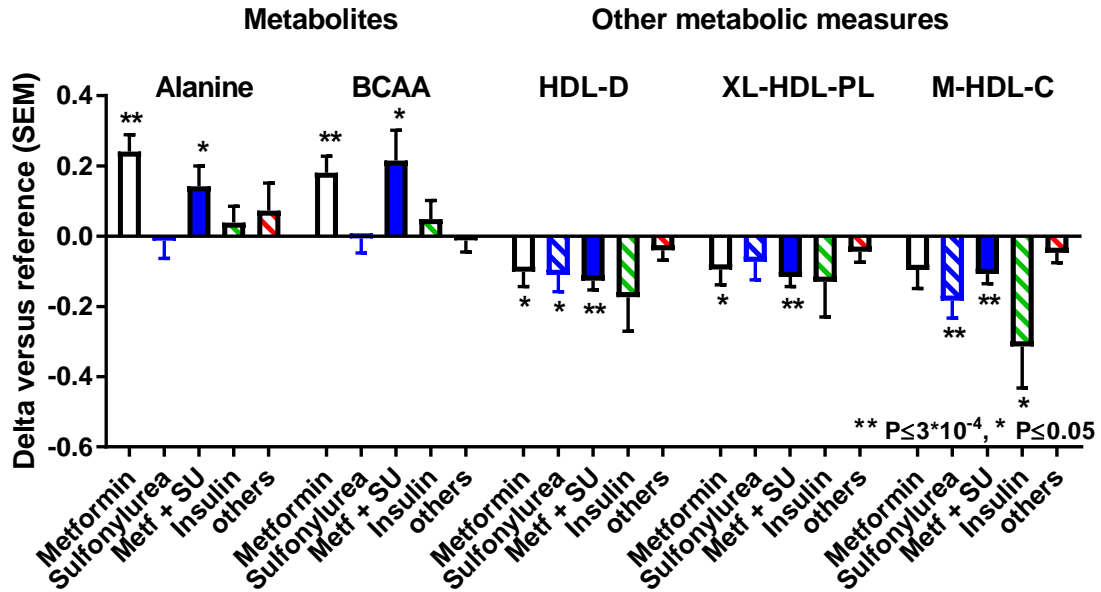 Metabolites Other metabolic measures
Alanine BCAA HDL-D XL-HDL-PL M-HDL-C
Delta versus reference (SEM)
0.4
0.2
0.0
-0.2
-0.4
-0.6
** * ** *
* * ** * ** ** ** *
** P≤3*10⁻⁴, * P≤0.05
Metformin Sulfonylurea Metf + SU Insulin others Metformin Sulfonylurea Metf + SU Insulin others Metformin Sulfonylurea Metf + SU Insulin others Metformin Sulfonylurea Metf + SU Insulin others Metformin Sulfonylurea Metf + SU Insulin others